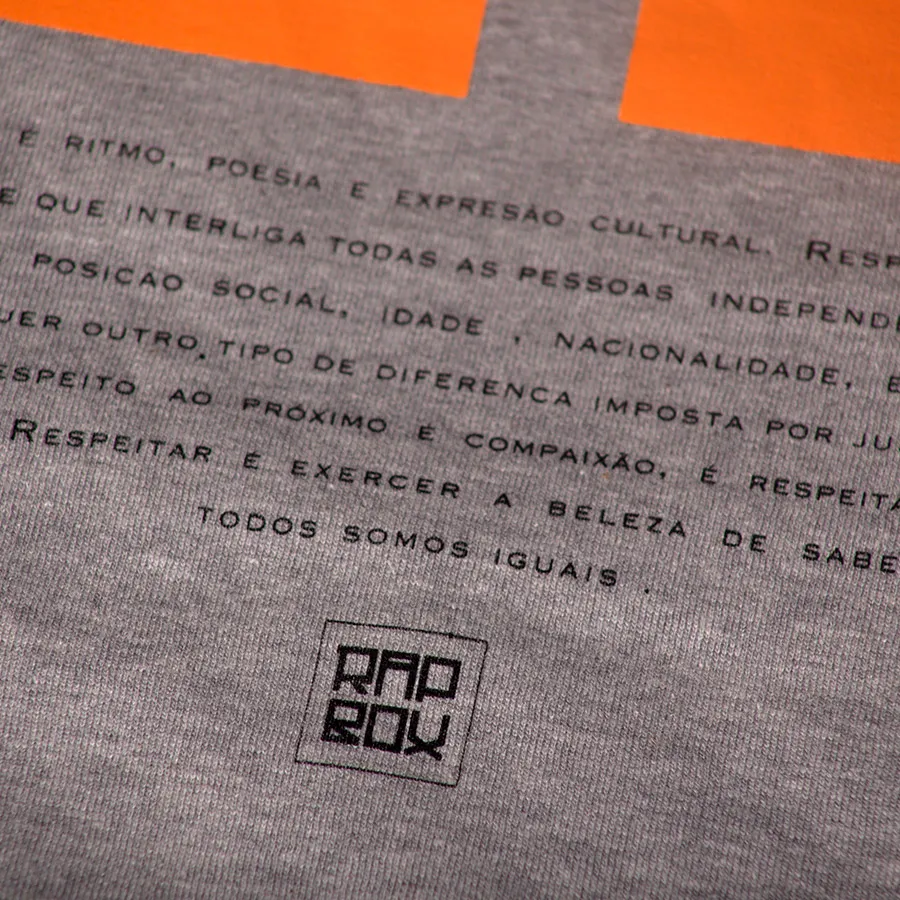 É RITMO, POESIA E EXPRESSÃO CULTURAL. RESP
E QUE INTERLIGA TODAS AS PESSOAS INDEPENDE
POSICAO SOCIAL, IDADE , NACIONALIDADE, E
UER OUTRO TIPO DE DIFERENCA IMPOSTA POR JU
ESPEITO AO PRÓXIMO É COMPAIXÃO, É RESPEITA
RESPEITAR É EXERCER A BELEZA DE SABE
TODOS SOMOS IGUAIS .
RAP
BOX